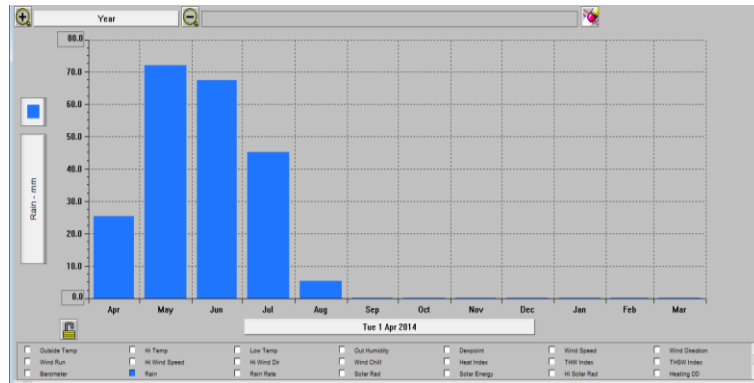 Year
80.0
70.0
60.0
50.0
40.0
30.0
20.0
10.0
0.0
Rain - mm
Apr May Jun Jul Aug Sep Oct Nov Dec Jan Feb Mar
Tue 1 Apr 2014
Outside Temp Hi Temp Low Temp Out Humidity Dewpoint Wind Speed Wind Direction
Wind Run Hi Wind Speed Hi Wind Dir Wind Chill Heat Index THW Index THSW Index
Barometer Rain Rain Rate Solar Rad Solar Energy Hi Solar Rad Heating DD